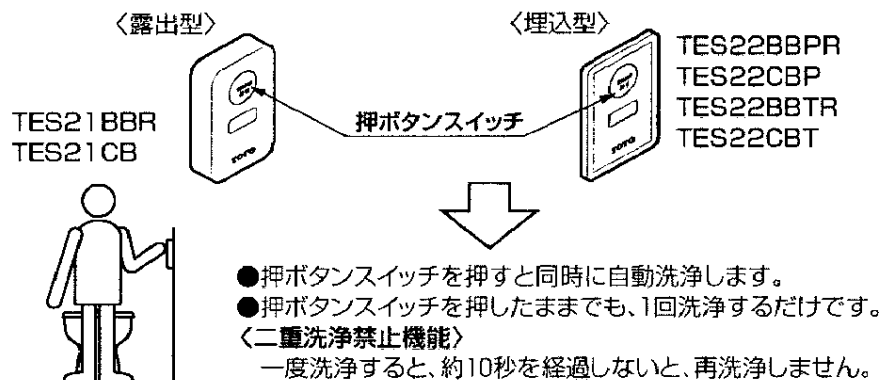 〈露出型〉
〈埋込型〉
TES21BBR
TES21CB
押ボタンスイッチ
TES22BBPR
TES22CBP
TES22BBTR
TES22CBT
TOTO
TOTO
●押ボタンスイッチを押すと同時に自動洗浄します。
●押ボタンスイッチを押したままでも、1回洗浄するだけです。
〈二重洗浄禁止機能〉
一度洗浄すると、約10秒を経過しないと、再洗浄しません。